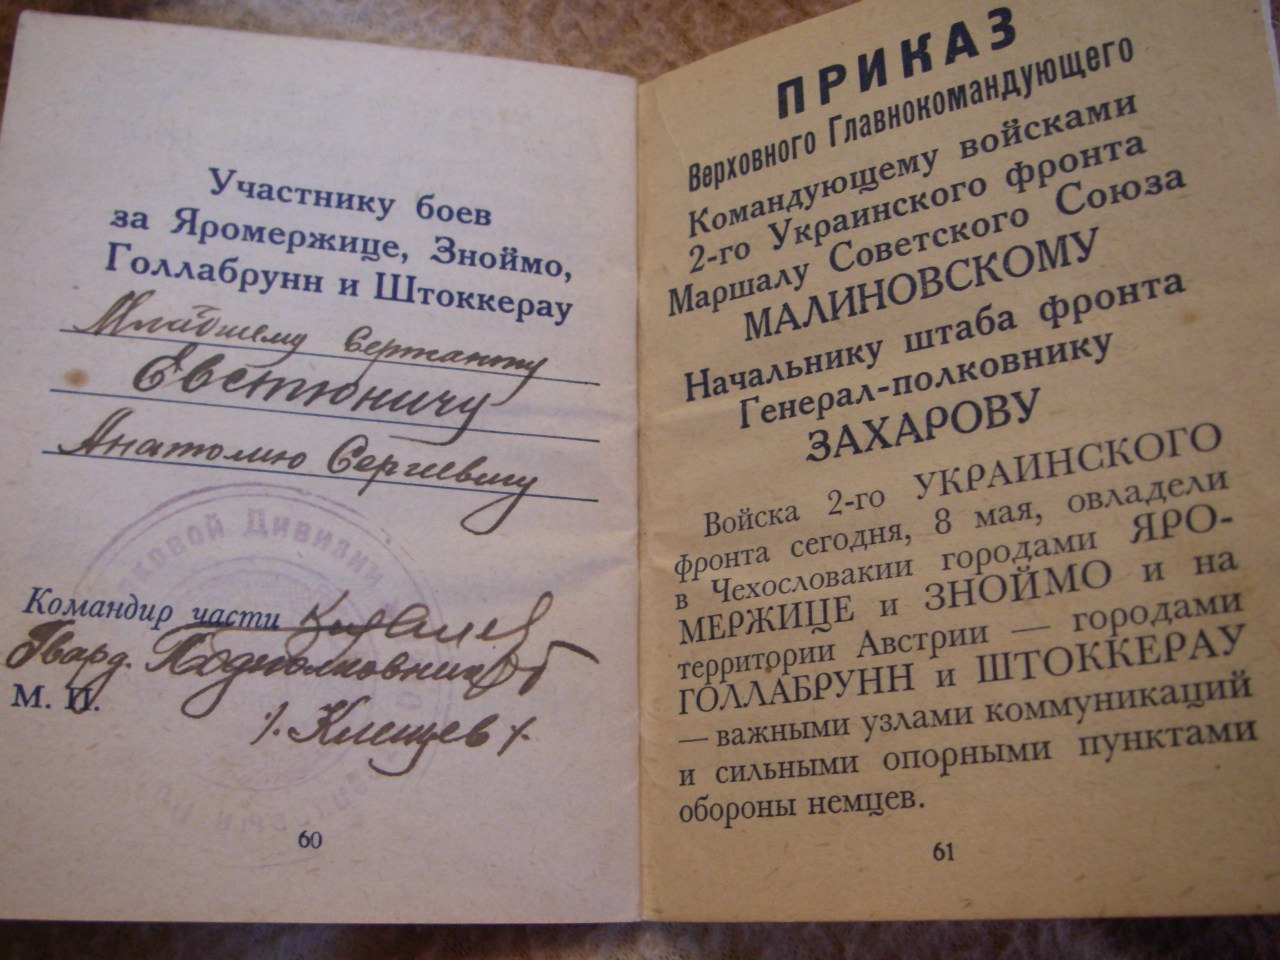 Участнику боев
за Яромержице, Зноймо,
Голлабрунн и Штоккерау
Младшему Сержанту
Евстюничу
Анатолию Сергеевичу
Дивизии
Командир части
Гвард. Подполковник
/. Клещев /.
М. П.
60
ПРИКАЗ
Верховного Главнокомандующего
Командующему войсками
2-го Украинского фронта
Маршалу Советского Союза
МАЛИНОВСКОМУ
Начальнику штаба фронта
Генерал-полковнику
ЗАХАРОВУ
Войска 2-го УКРАИНСКОГО
фронта сегодня, 8 мая, овладели
в Чехословакии городами ЯРО-
МЕРЖИЦЕ и ЗНОЙМО и на
территории Австрии — городами
ГОЛЛАБРУНН и ШТОККЕРАУ
— важными узлами коммуникаций
и сильными опорными пунктами
обороны немцев.
61